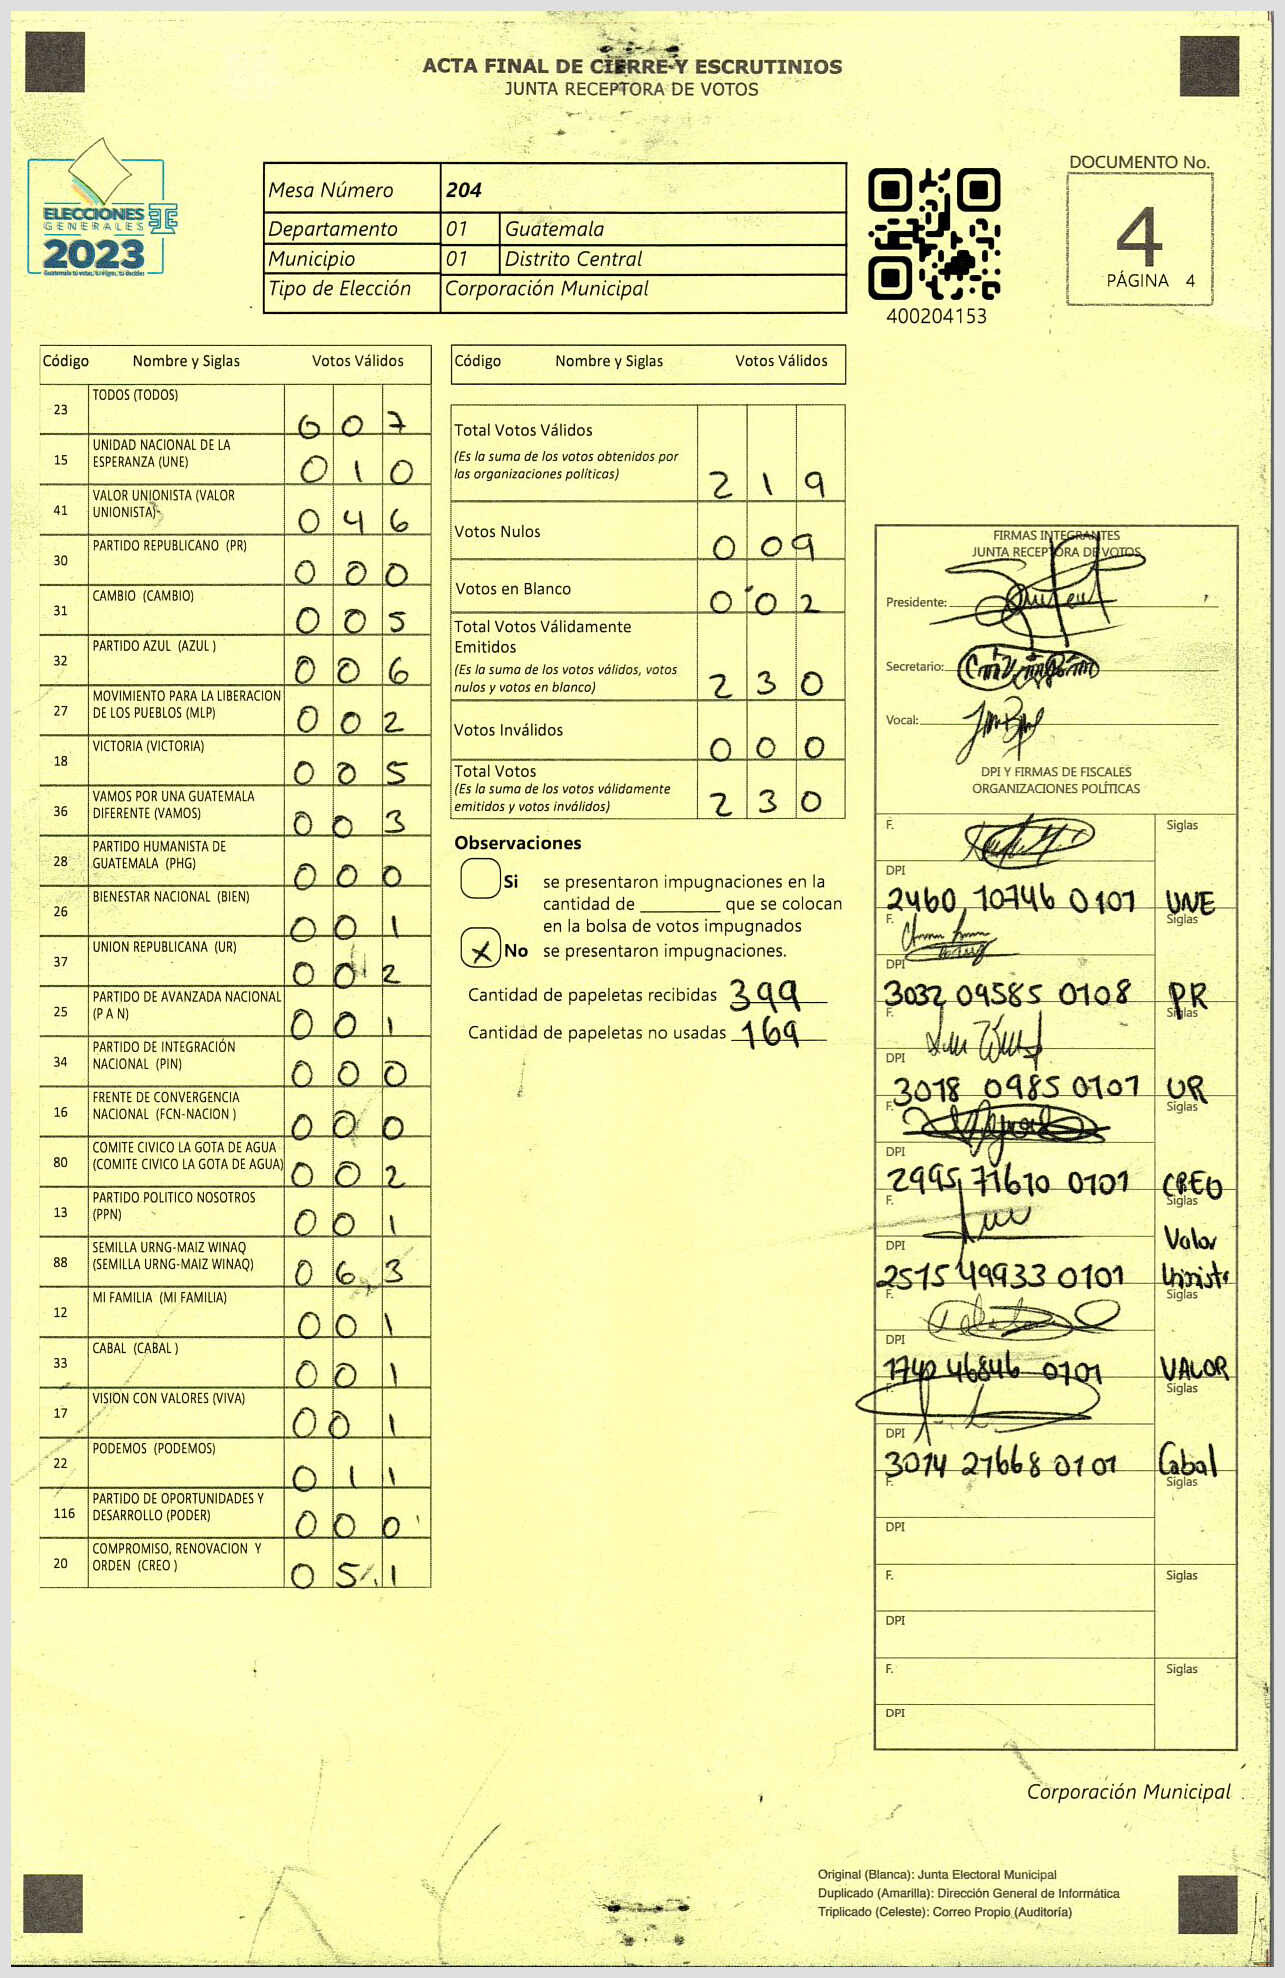 ACTA FINAL DE CIERRE Y ESCRUTINIOS
JUNTA RECEPTORA DE VOTOS
ELECCIONES
GENERALES
2023
Guatemala tú votas, tú eliges, tú decides
Mesa Número 204
Departamento 01 Guatemala
Municipio 01 Distrito Central
Tipo de Elección Corporación Municipal
400204153
DOCUMENTO No.
4
PÁGINA 4
Código Nombre y Siglas Votos Válidos
23 TODOS (TODOS) 0 0 7
15 UNIDAD NACIONAL DE LA ESPERANZA (UNE) 0 1 0
41 VALOR UNIONISTA (VALOR UNIONISTA) 0 4 6
30 PARTIDO REPUBLICANO (PR) 0 0 0
31 CAMBIO (CAMBIO) 0 0 5
32 PARTIDO AZUL (AZUL ) 0 0 6
27 MOVIMIENTO PARA LA LIBERACION DE LOS PUEBLOS (MLP) 0 0 2
18 VICTORIA (VICTORIA) 0 0 5
36 VAMOS POR UNA GUATEMALA DIFERENTE (VAMOS) 0 0 3
28 PARTIDO HUMANISTA DE GUATEMALA (PHG) 0 0 0
26 BIENESTAR NACIONAL (BIEN) 0 0 1
37 UNION REPUBLICANA (UR) 0 0 2
25 PARTIDO DE AVANZADA NACIONAL (P A N) 0 0 1
34 PARTIDO DE INTEGRACIÓN NACIONAL (PIN) 0 0 0
16 FRENTE DE CONVERGENCIA NACIONAL (FCN-NACION ) 0 0 0
80 COMITE CIVICO LA GOTA DE AGUA (COMITE CIVICO LA GOTA DE AGUA) 0 0 2
13 PARTIDO POLITICO NOSOTROS (PPN) 0 0 1
88 SEMILLA URNG-MAIZ WINAQ (SEMILLA URNG-MAIZ WINAQ) 0 6 3
12 MI FAMILIA (MI FAMILIA) 0 0 1
33 CABAL (CABAL ) 0 0 1
17 VISION CON VALORES (VIVA) 0 0 1
22 PODEMOS (PODEMOS) 0 1 1
116 PARTIDO DE OPORTUNIDADES Y DESARROLLO (PODER) 0 0 0
20 COMPROMISO, RENOVACION Y ORDEN (CREO ) 0 5 1
Código Nombre y Siglas Votos Válidos
Total Votos Válidos
(Es la suma de los votos obtenidos por
las organizaciones políticas) 2 1 9
Votos Nulos 0 0 9
Votos en Blanco 0 0 2
Total Votos Válidamente
Emitidos
(Es la suma de los votos válidos, votos
nulos y votos en blanco) 2 3 0
Votos Inválidos 0 0 0
Total Votos
(Es la suma de los votos válidamente
emitidos y votos inválidos) 2 3 0
Observaciones
Si se presentaron impugnaciones en la
cantidad de ________ que se colocan
en la bolsa de votos impugnados
X No se presentaron impugnaciones.
Cantidad de papeletas recibidas 399
Cantidad de papeletas no usadas 169
FIRMAS INTEGRANTES
JUNTA RECEPTORA DE VOTOS
Presidente:
Secretario:
Vocal:
DPI Y FIRMAS DE FISCALES
ORGANIZACIONES POLÍTICAS
F. Siglas
DPI
2460 10746 0101 UNE
F. Siglas
DPI
3032 09585 0108 PR
F. Siglas
DPI
3018 0985 0101 UR
F. Siglas
DPI
2995 71610 0101 CREO
F. Siglas
DPI Valor
2515 49933 0101 Unionista
F. Siglas
DPI
1740 46846 0101 VALOR
F. Siglas
DPI
3014 21668 0101 Cabal
F. Siglas
DPI
F. Siglas
DPI
F. Siglas
DPI
Corporación Municipal
Original (Blanca): Junta Electoral Municipal
Duplicado (Amarilla): Dirección General de Informática
Triplicado (Celeste): Correo Propio (Auditoría)